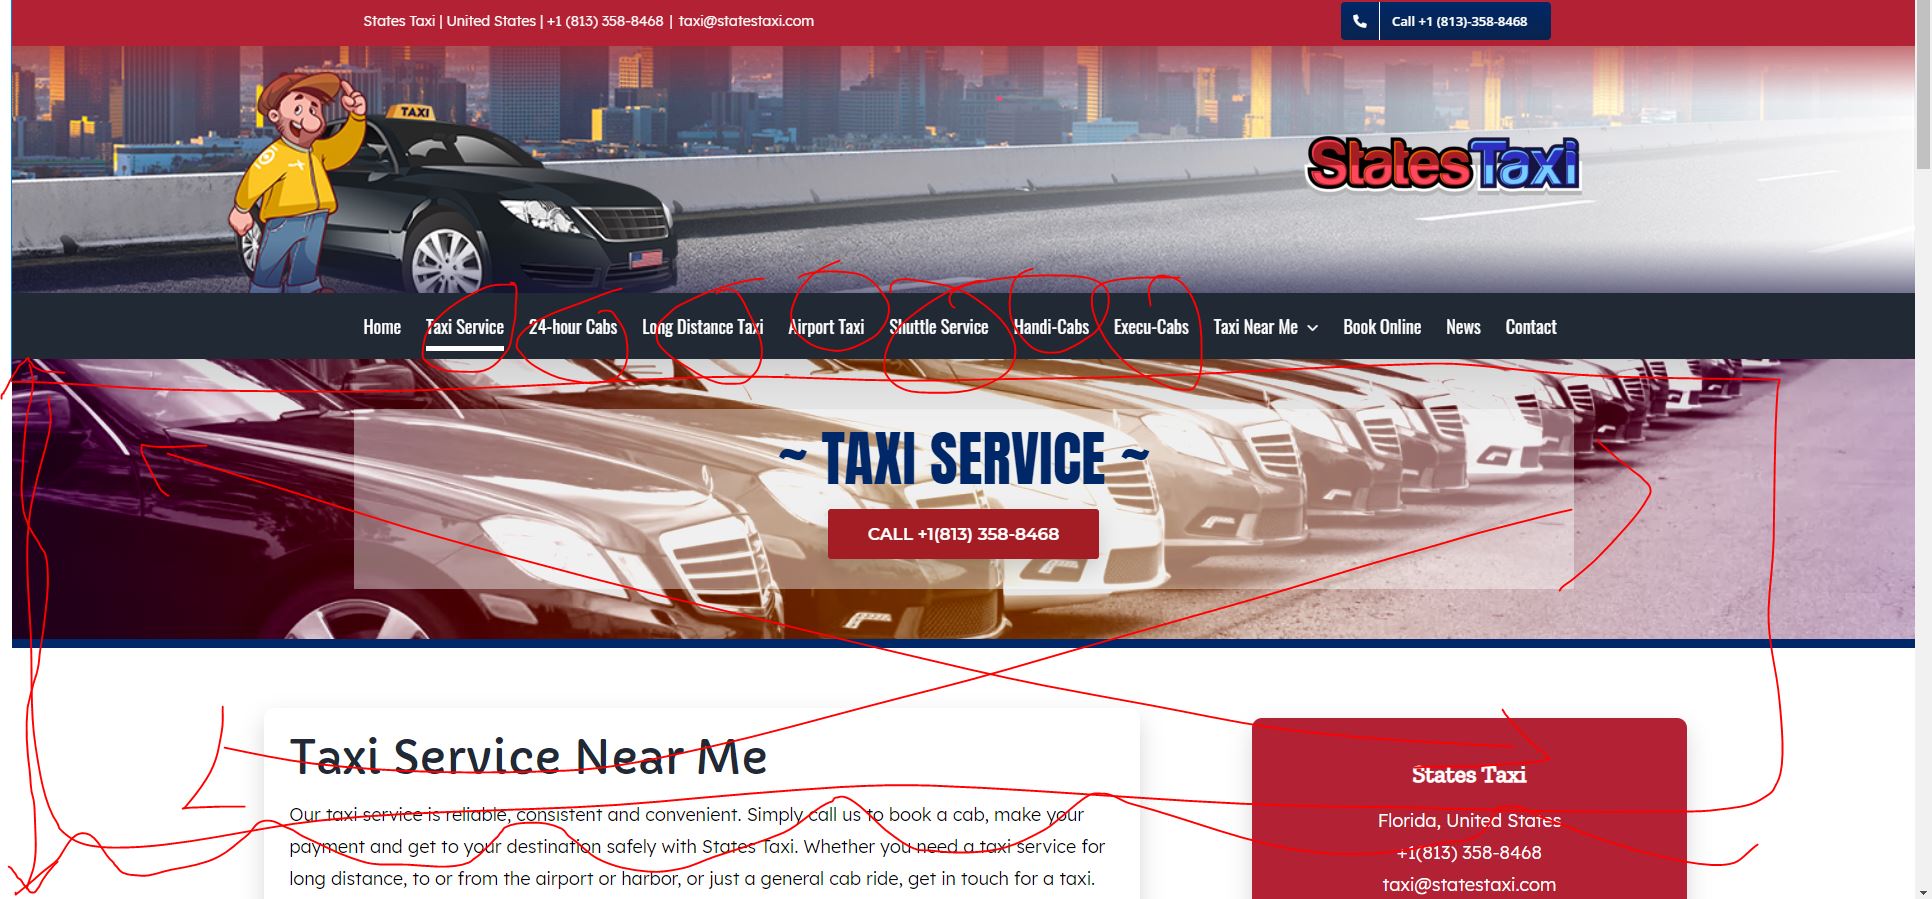 States Taxi | United States | +1 (813) 358-8468 | taxi@statestaxi.com
Call +1 (813)-358-8468
TAXI
StatesTaxi
Home Taxi Service 24-hour Cabs Long Distance Taxi Airport Taxi Shuttle Service Handi-Cabs Execu-Cabs Taxi Near Me Book Online News Contact
~ TAXI SERVICE ~
CALL +1(813) 358-8468
Taxi Service Near Me
Our taxi service is reliable, consistent and convenient. Simply call us to book a cab, make your
payment and get to your destination safely with States Taxi. Whether you need a taxi service for
long distance, to or from the airport or harbor, or just a general cab ride, get in touch for a taxi.
States Taxi
Florida, United States
+1(813) 358-8468
taxi@statestaxi.com